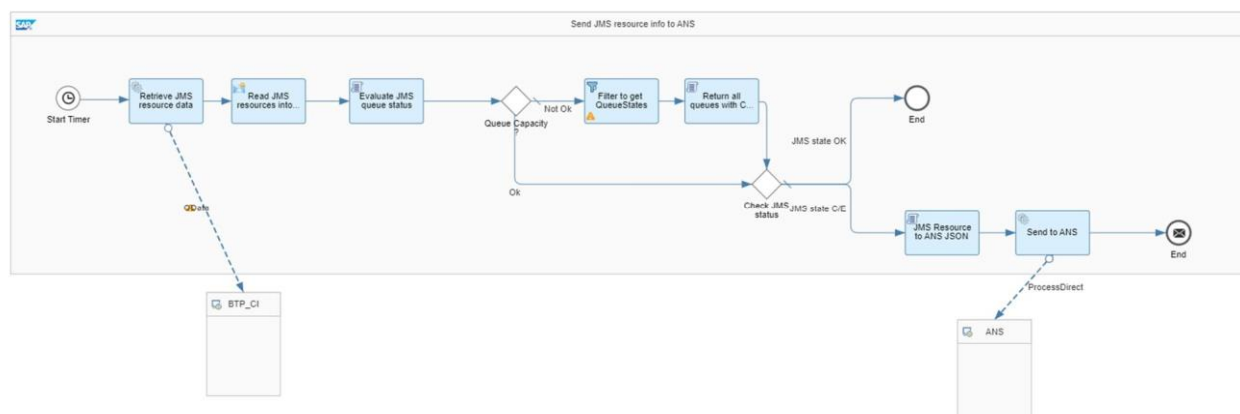 SAP
Send JMS resource info to ANS
Start Timer
Retrieve JMS
resource data
Read JMS
resources into...
Evaluate JMS
queue status
Queue Capacity
?
Not Ok
Ok
Filter to get
QueueStates
Return all
queues with C...
Check JMS
status
JMS state OK
End
JMS state C/E
JMS Resource
to ANS JSON
Send to ANS
End
OData
BTP_CI
ProcessDirect
ANS